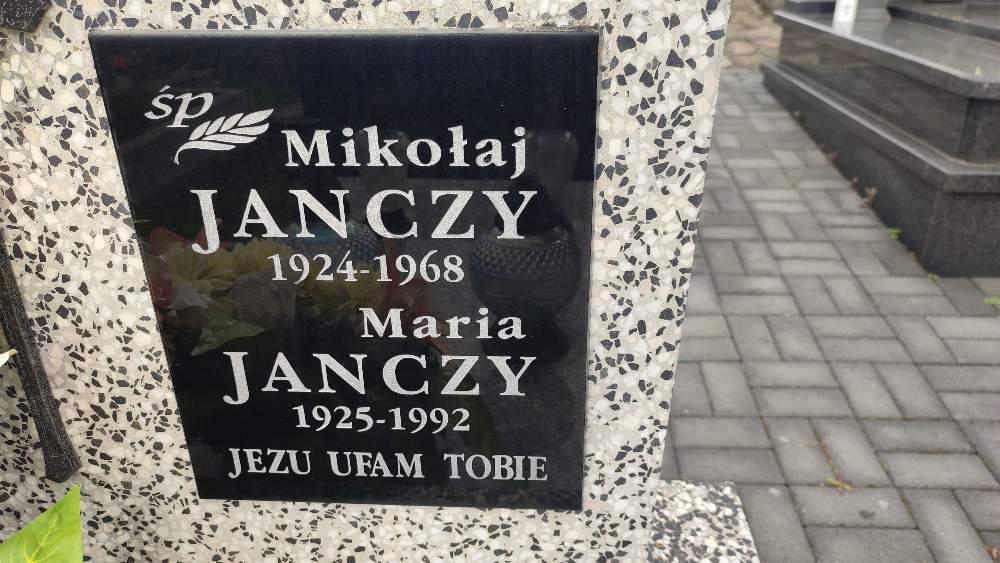 śp
Mikołaj
JANCZY
1924-1968
Maria
JANCZY
1925-1992
JEZU UFAM TOBIE